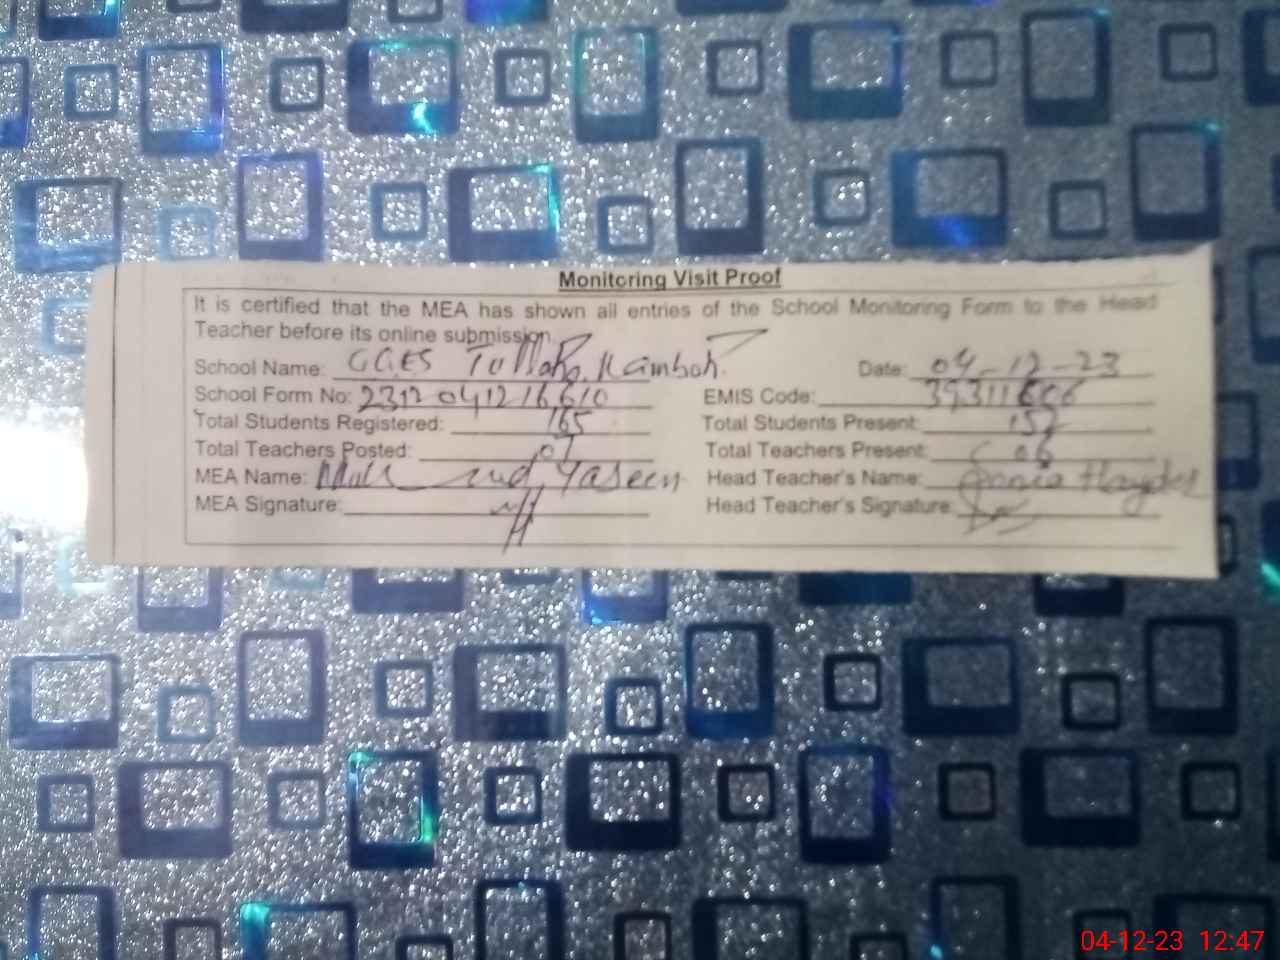 Monitoring Visit Proof
It is certified that the MEA has shown all entries of the School Monitoring Form to the Head
Teacher before its online submission.
School Name: GGES Kamboh. Date: 04-12-23
School Form No: 2312041216610 EMIS Code: 39311606
Total Students Registered: 165 Total Students Present: 152
Total Teachers Posted: 07 Total Teachers Present: 06
MEA Name: Yaseen Head Teacher's Name:
MEA Signature: Head Teacher's Signature:
04-12-23 12:47